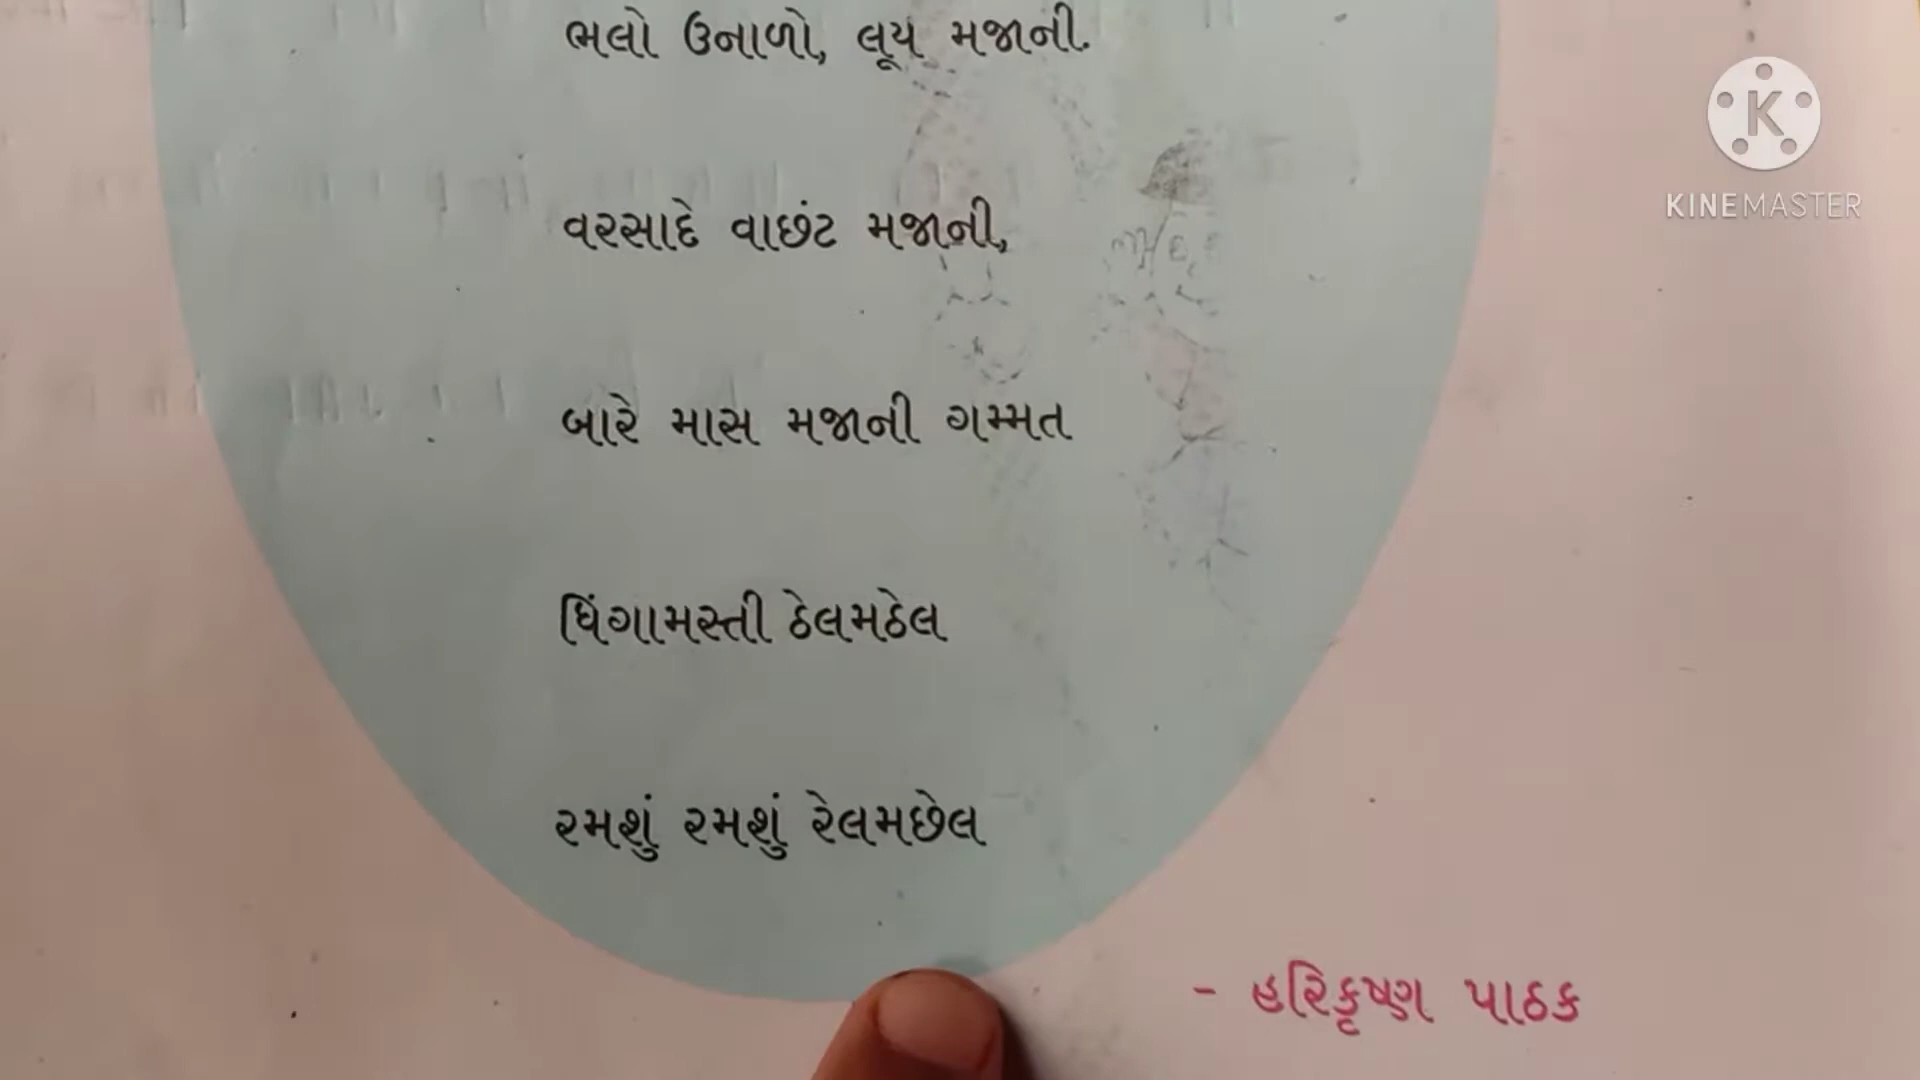 ભલો ઉનાળો, લૂય મજાની.
વરસાદે વાછંટ મજાની,
બારે માસ મજાની ગમ્મત
ધિંગામસ્તી ઠેલમઠેલ
રમશું રમશું રેલમછેલ
- હરિકૃષ્ણ પાઠક
K
KINEMASTER